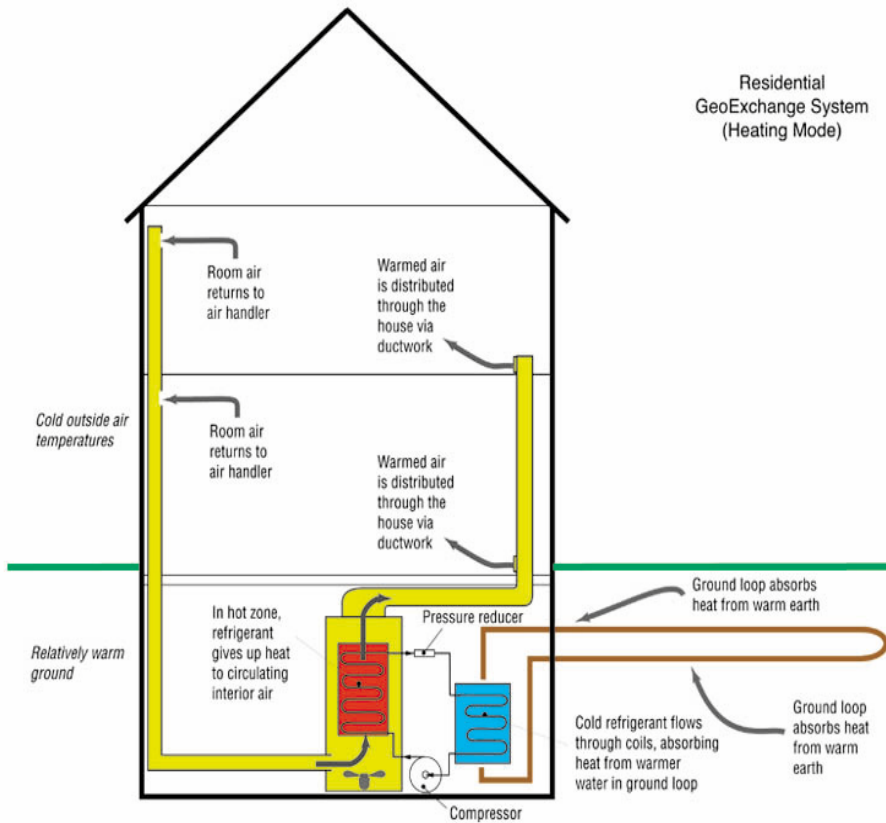 Residential
GeoExchange System
(Heating Mode)
Room air
returns to
air handler
Warmed air
is distributed
through the
house via
ductwork
Cold outside air
temperatures
Room air
returns to
air handler
Warmed air
is distributed
through the
house via
ductwork
Relatively warm
ground
In hot zone,
refrigerant
gives up heat
to circulating
interior air
Pressure reducer
Ground loop absorbs
heat from warm earth
Cold refrigerant flows
through coils, absorbing
heat from warmer
water in ground loop
Ground loop
absorbs heat
from warm
earth
Compressor